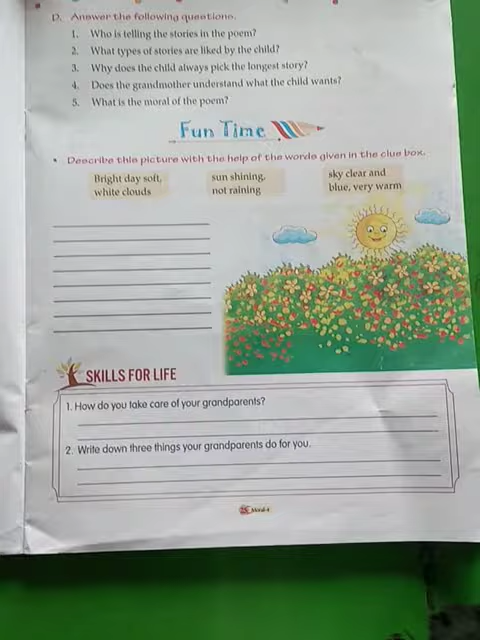 D. Answer the following questions.
1. Who is telling the stories in the poem?
2. What types of stories are liked by the child?
3. Why does the child always pick the longest story?
4. Does the grandmother understand what the child wants?
5. What is the moral of the poem?
Fun Time
• Describe this picture with the help of the words given in the clue box.
Bright day soft,
white clouds
sun shining,
not raining
sky clear and
blue, very warm
SKILLS FOR LIFE
1. How do you take care of your grandparents?
2. Write down three things your grandparents do for you.
Moral-4